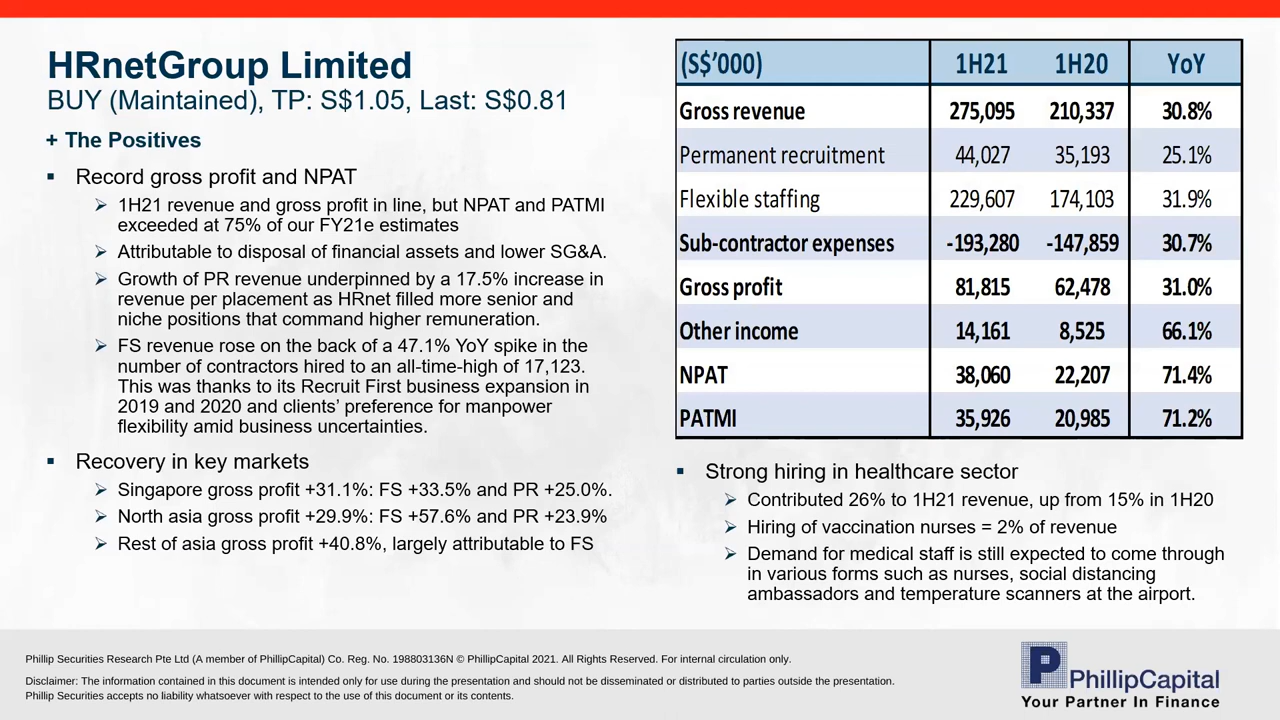 HRnetGroup Limited
BUY (Maintained), TP: S$1.05, Last: S$0.81
+ The Positives
▪ Record gross profit and NPAT
➢ 1H21 revenue and gross profit in line, but NPAT and PATMI
exceeded at 75% of our FY21e estimates
➢ Attributable to disposal of financial assets and lower SG&A.
➢ Growth of PR revenue underpinned by a 17.5% increase in
revenue per placement as HRnet filled more senior and
niche positions that command higher remuneration.
➢ FS revenue rose on the back of a 47.1% YoY spike in the
number of contractors hired to an all-time-high of 17,123.
This was thanks to its Recruit First business expansion in
2019 and 2020 and clients’ preference for manpower
flexibility amid business uncertainties.
▪ Recovery in key markets
➢ Singapore gross profit +31.1%: FS +33.5% and PR +25.0%.
➢ North asia gross profit +29.9%: FS +57.6% and PR +23.9%
➢ Rest of asia gross profit +40.8%, largely attributable to FS
(S$’000) 1H21 1H20 YoY
Gross revenue 275,095 210,337 30.8%
Permanent recruitment 44,027 35,193 25.1%
Flexible staffing 229,607 174,103 31.9%
Sub-contractor expenses -193,280 -147,859 30.7%
Gross profit 81,815 62,478 31.0%
Other income 14,161 8,525 66.1%
NPAT 38,060 22,207 71.4%
PATMI 35,926 20,985 71.2%
▪ Strong hiring in healthcare sector
➢ Contributed 26% to 1H21 revenue, up from 15% in 1H20
➢ Hiring of vaccination nurses = 2% of revenue
➢ Demand for medical staff is still expected to come through
in various forms such as nurses, social distancing
ambassadors and temperature scanners at the airport.
Phillip Securities Research Pte Ltd (A member of PhillipCapital) Co. Reg. No. 198803136N © PhillipCapital 2021. All Rights Reserved. For internal circulation only.
Disclaimer: The information contained in this document is intended only for use during the presentation and should not be disseminated or distributed to parties outside the presentation.
Phillip Securities accepts no liability whatsoever with respect to the use of this document or its contents.
P PhillipCapital
Your Partner In Finance